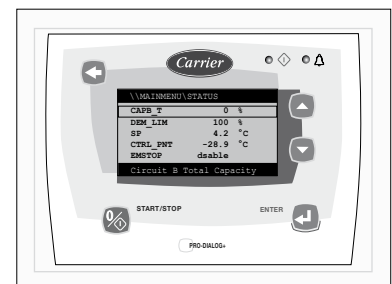 Carrier
\\MAINMENU\STATUS
CAPB_T 0 %
DEM_LIM 100 %
SP 4.2 °C
CTRL_PNT -28.9 °C
EMSTOP dsable
Circuit B Total Capacity
START/STOP
ENTER
PRO-DIALOG+